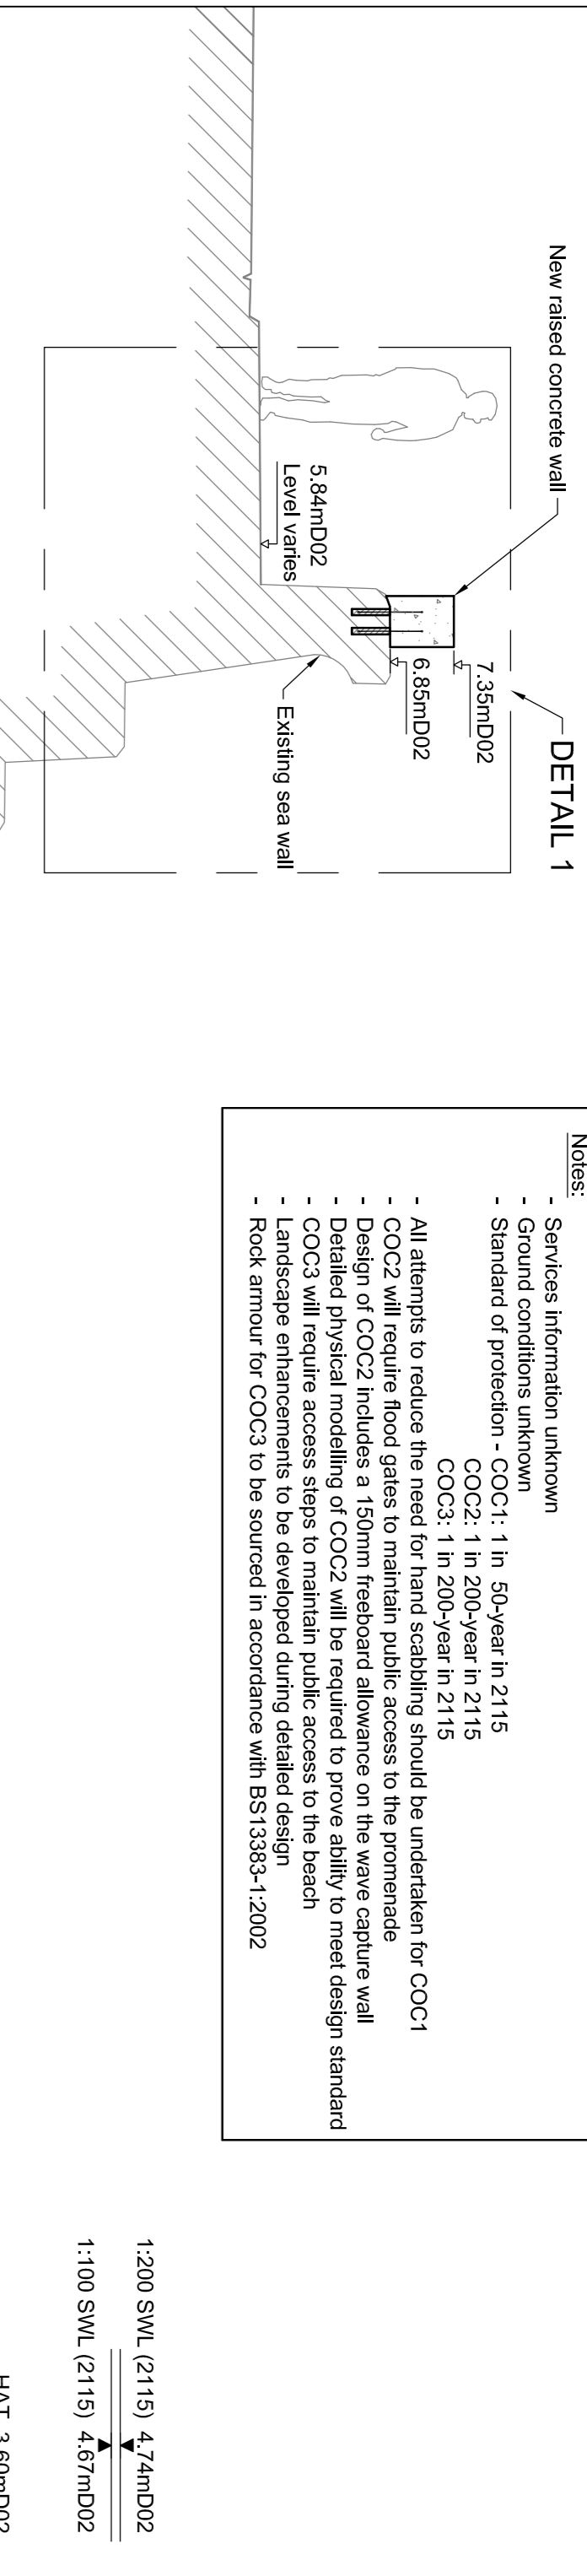 New raised concrete wall
DETAIL 1
7.35mD02
6.85mD02
5.84mD02
Level varies
Existing sea wall
Notes:
- Services information unknown
- Ground conditions unknown
- Standard of protection - COC1: 1 in 50-year in 2115
COC2: 1 in 200-year in 2115
COC3: 1 in 200-year in 2115
- All attempts to reduce the need for hand scabbling should be undertaken for COC1
- COC2 will require flood gates to maintain public access to the promenade
- Design of COC2 includes a 150mm freeboard allowance on the wave capture wall
- Detailed physical modelling of COC2 will be required to prove ability to meet design standard
- COC3 will require access steps to maintain public access to the beach
- Landscape enhancements to be developed during detailed design
- Rock armour for COC3 to be sourced in accordance with BS13383-1:2002
1:200 SWL (2115) 4.74mD02
1:100 SWL (2115) 4.67mD02
HAT 3.60mD02